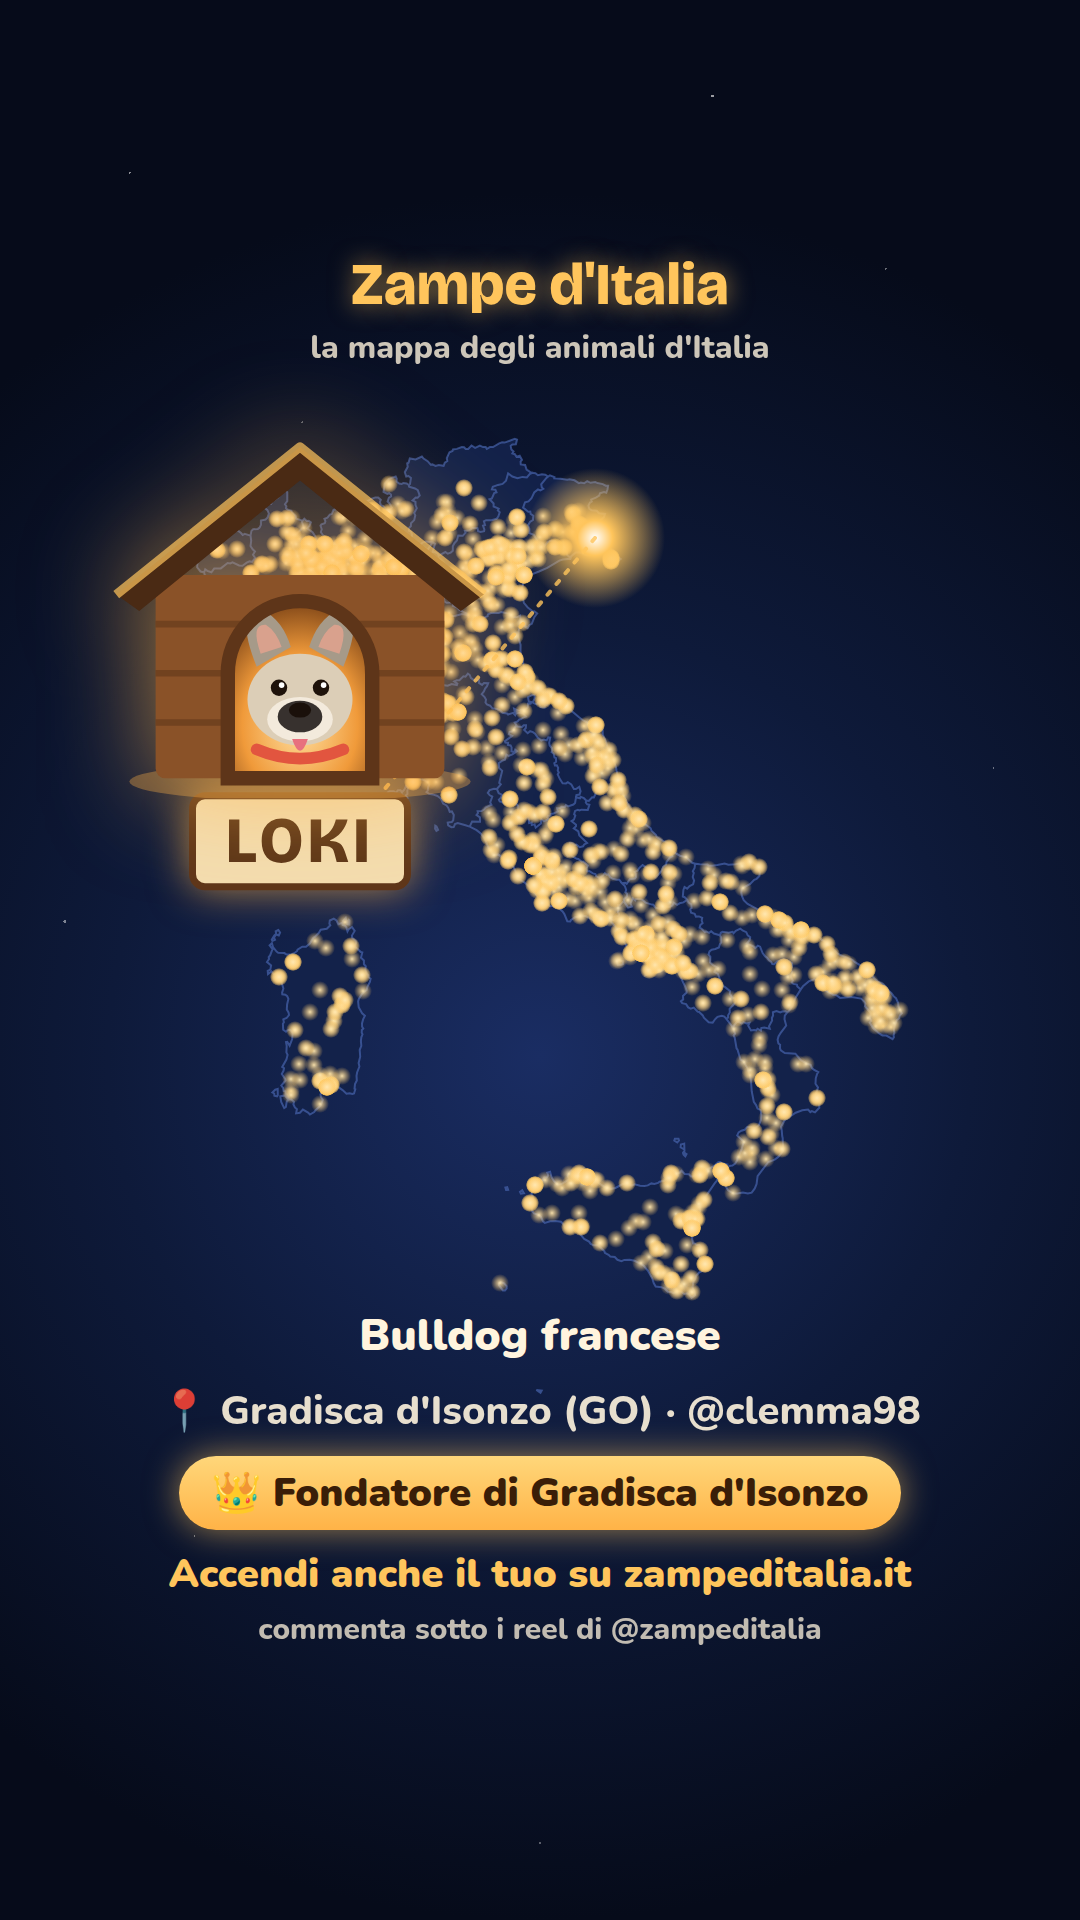 Zampe d'Italia
la mappa degli animali d'Italia
LOKI
Bulldog francese
📍 Gradisca d'Isonzo (GO) · @clemma98
👑 Fondatore di Gradisca d'Isonzo
Accendi anche il tuo su zampeditalia.it
commenta sotto i reel di @zampeditalia